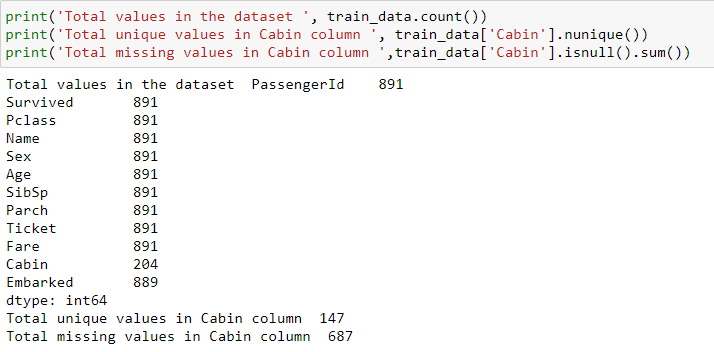 print('Total values in the dataset ', train_data.count())
print('Total unique values in Cabin column ', train_data['Cabin'].nunique())
print('Total missing values in Cabin column ',train_data['Cabin'].isnull().sum())
Total values in the dataset  PassengerId    891
Survived       891
Pclass         891
Name           891
Sex            891
Age            891
SibSp          891
Parch          891
Ticket         891
Fare           891
Cabin          204
Embarked       889
dtype: int64
Total unique values in Cabin column  147
Total missing values in Cabin column  687